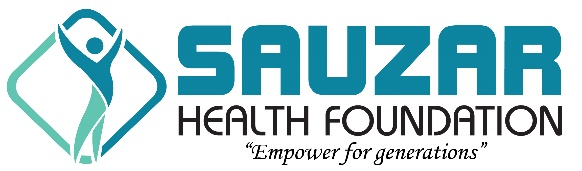 SAUZAR
HEALTH FOUNDATION
“Empower for generations”